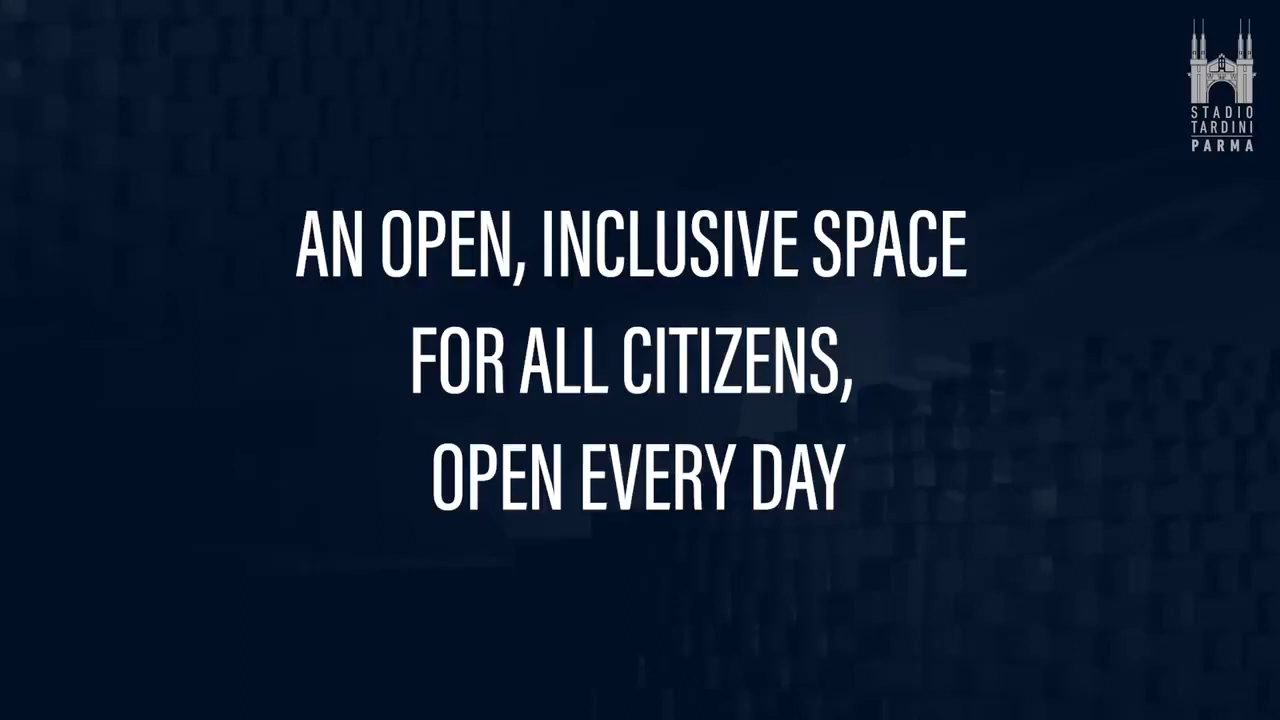 STADIO
TARDINI
PARMA
AN OPEN, INCLUSIVE SPACE
FOR ALL CITIZENS,
OPEN EVERY DAY